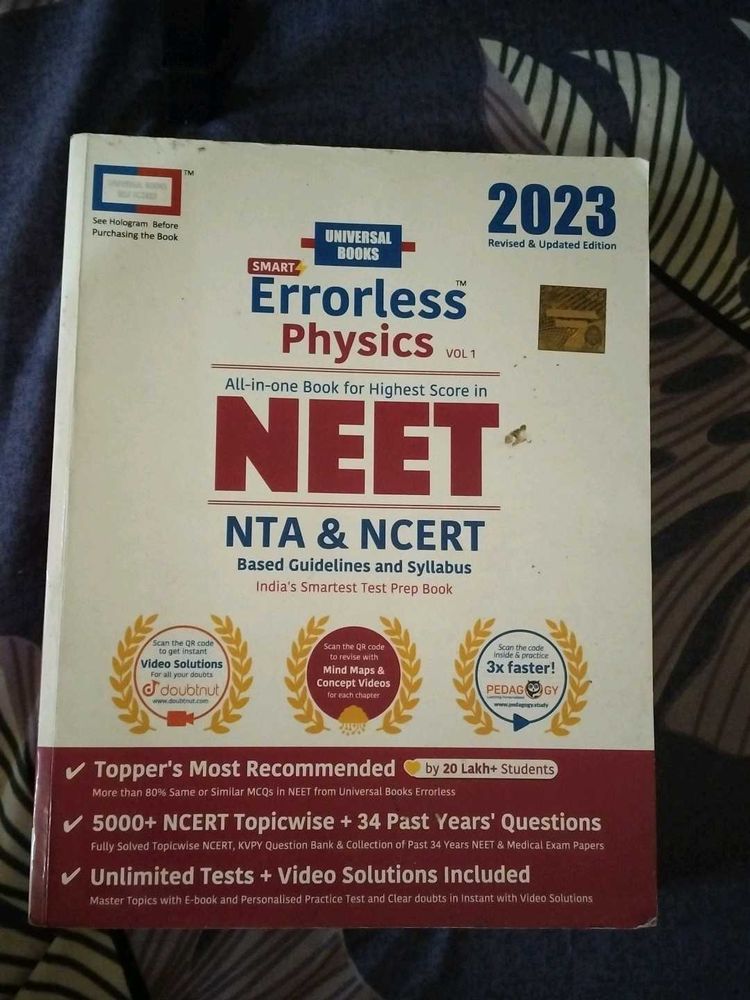 TM
See Hologram Before
Purchasing the Book
2023
Revised & Updated Edition
UNIVERSAL
BOOKS
SMART
Errorless TM
Physics VOL 1
All-in-one Book for Highest Score in
NEET
NTA & NCERT
Based Guidelines and Syllabus
India's Smartest Test Prep Book
Scan the QR code
to get instant
Video Solutions
For all your doubts
doubtnut
www.doubtnut.com
Scan the QR code
to revise with
Mind Maps &
Concept Videos
for each chapter
Scan the code
inside & practice
3x faster!
PEDAGOGY
www.pedagogy.study
✓ Topper's Most Recommended by 20 Lakh+ Students
More than 80% Same or Similar MCQs in NEET from Universal Books Errorless
✓ 5000+ NCERT Topicwise + 34 Past Years' Questions
Fully Solved Topicwise NCERT, KVPY Question Bank & Collection of Past 34 Years NEET & Medical Exam Papers
✓ Unlimited Tests + Video Solutions Included
Master Topics with E-book and Personalised Practice Test and Clear doubts in Instant with Video Solutions